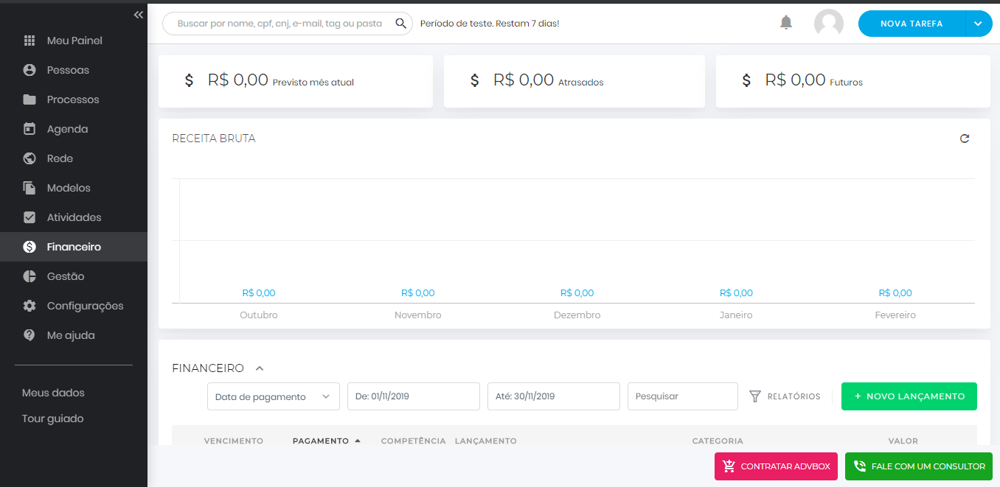 Meu Painel
Pessoas
Processos
Agenda
Rede
Modelos
Atividades
Financeiro
Gestão
Configurações
Me ajuda
Meus dados
Tour guiado
Buscar por nome, cpf, cnj, e-mail, tag ou pasta
Período de teste. Restam 7 dias!
NOVA TAREFA
$ R$ 0,00 Previsto mês atual
$ R$ 0,00 Atrasados
$ R$ 0,00 Futuros
RECEITA BRUTA
R$ 0,00 R$ 0,00 R$ 0,00 R$ 0,00 R$ 0,00
Outubro Novembro Dezembro Janeiro Fevereiro
FINANCEIRO
Data de pagamento De: 01/11/2019 Até: 30/11/2019 Pesquisar RELATÓRIOS + NOVO LANÇAMENTO
VENCIMENTO PAGAMENTO COMPETÊNCIA LANÇAMENTO CATEGORIA VALOR
CONTRATAR ADVBOX
FALE COM UM CONSULTOR